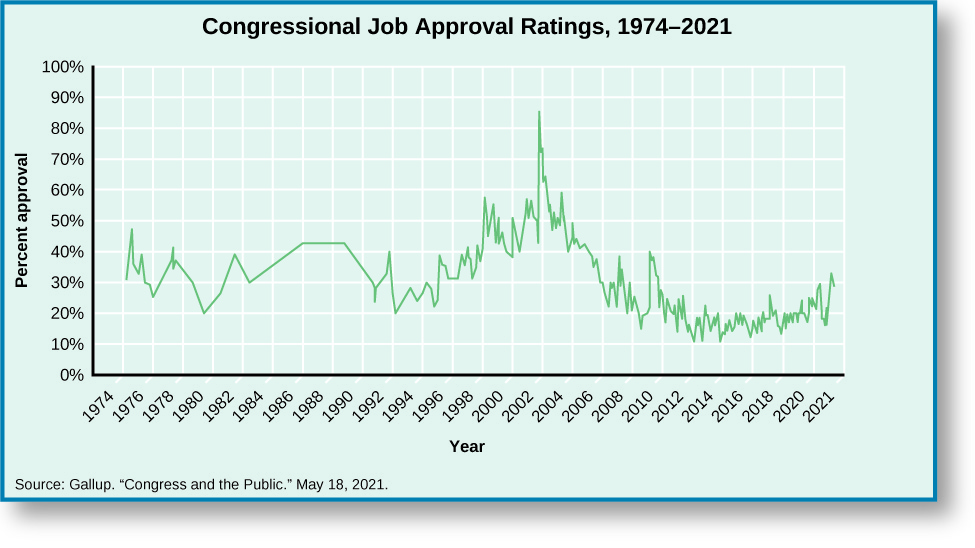 Congressional Job Approval Ratings, 1974–2021
100%
90%
80%
70%
60%
50%
40%
30%
20%
10%
0%
Percent approval
1974 1976 1978 1980 1982 1984 1986 1988 1990 1992 1994 1996 1998 2000 2002 2004 2006 2008 2010 2012 2014 2016 2018 2020 2021
Year
Source: Gallup. “Congress and the Public.” May 18, 2021.